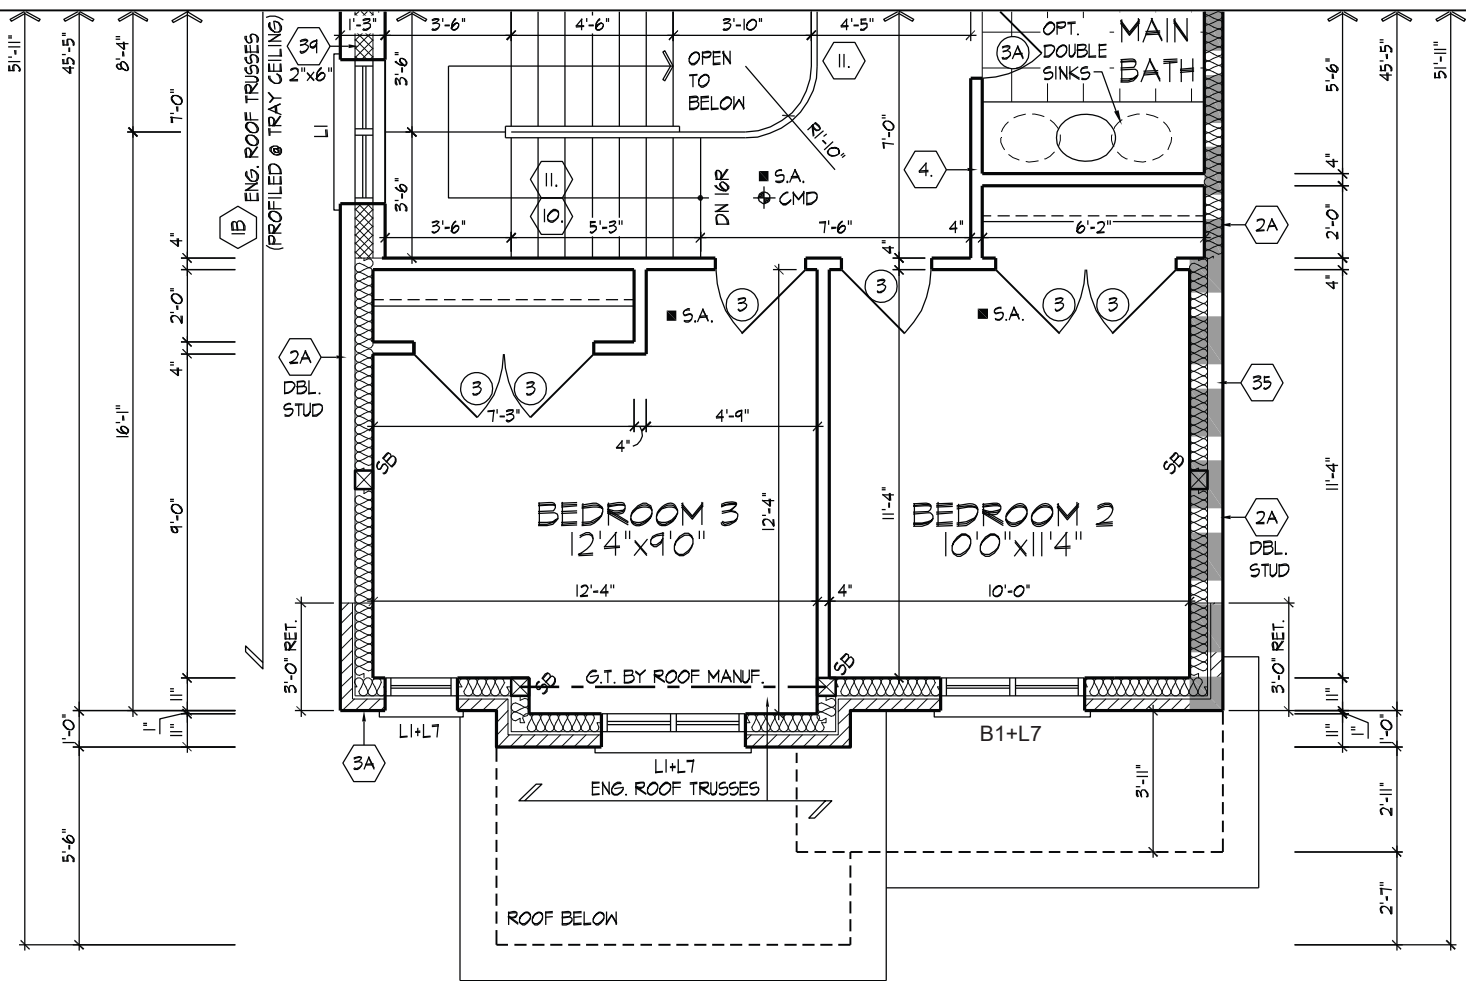 1'-3"
3'-6"
4'-6"
3'-10"
4'-5"
OPT.
DOUBLE
SINKS
MAIN
BATH
3A
39
2"x6"
11.
OPEN
TO
BELOW
51'-11"
45'-5"
8'-4"
7'-0"
ENG. ROOF TRUSSES
(PROFILED @ TRAY CEILING)
1B
L1
3'-6"
3'-6"
R1'-10"
7'-0"
4.
5'-6"
45'-5"
51'-11"
4"
11.
10.
DN 16R
S.A.
CMD
3'-6"
5'-3"
7'-6"
4"
6'-2"
2A
2'-0"
4"
4"
4"
2'-0"
4"
3
3
3
3
S.A.
S.A.
2A
DBL.
STUD
3
3
7'-3"
4'-9"
4"
35
16'-1"
9'-0"
SB
SB
12'-4"
11'-4"
11'-4"
BEDROOM 3
12'4"x9'0"
BEDROOM 2
10'0"x11'4"
2A
DBL.
STUD
12'-4"
4"
10'-0"
3'-0" RET.
3'-0" RET.
G.T. BY ROOF MANUF.
SB
SB
11"
1"
11"
1'-0"
11"
11"
1"
1'-0"
L1+L7
B1+L7
3A
L1+L7
ENG. ROOF TRUSSES
3'-11"
2'-11"
5'-6"
2'-7"
ROOF BELOW